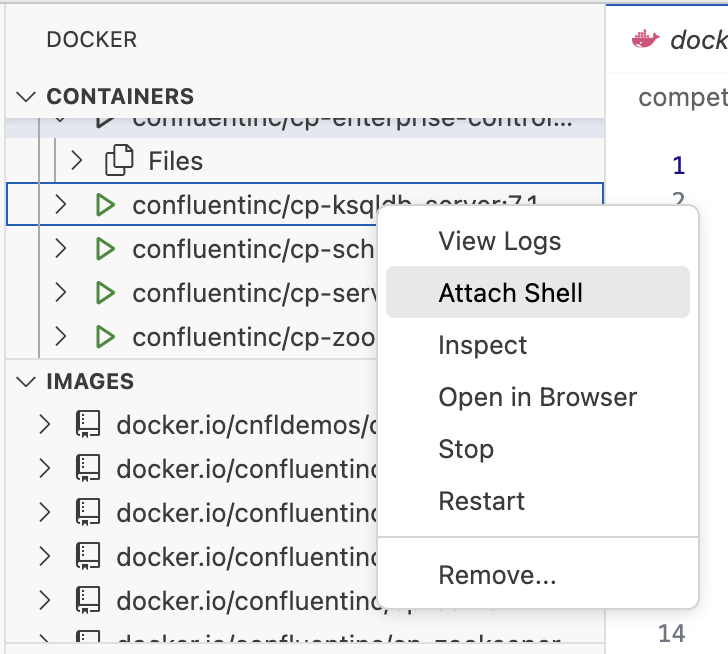 DOCKER
dock
CONTAINERS
compet
confluentinc/cp-enterprise-control...
Files
1
confluentinc/cp-ksqldb-server:7.1
2
View Logs
confluentinc/cp-sch
Attach Shell
confluentinc/cp-serv
Inspect
confluentinc/cp-zoo
IMAGES
Open in Browser
docker.io/cnfldemos/c
Stop
docker.io/confluentinc
Restart
docker.io/confluentinc
docker.io/confluentinc
Remove...
docker.io/confluentinc/cp-
14
docker.io/confluentinc/cp-zookeeper